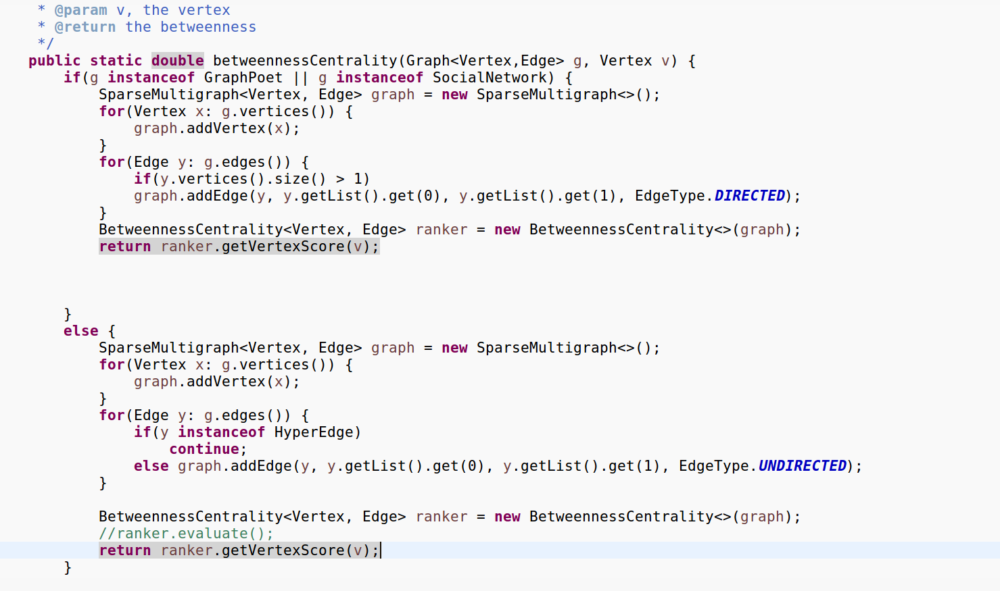 * @param v, the vertex
* @return the betweenness
*/
public static double betweennessCentrality(Graph<Vertex,Edge> g, Vertex v) {
if(g instanceof GraphPoet || g instanceof SocialNetwork) {
SparseMultigraph<Vertex, Edge> graph = new SparseMultigraph<>();
for(Vertex x: g.vertices()) {
graph.addVertex(x);
}
for(Edge y: g.edges()) {
if(y.vertices().size() > 1)
graph.addEdge(y, y.getList().get(0), y.getList().get(1), EdgeType.DIRECTED);
}
BetweennessCentrality<Vertex, Edge> ranker = new BetweennessCentrality<>(graph);
return ranker.getVertexScore(v);
}
else {
SparseMultigraph<Vertex, Edge> graph = new SparseMultigraph<>();
for(Vertex x: g.vertices()) {
graph.addVertex(x);
}
for(Edge y: g.edges()) {
if(y instanceof HyperEdge)
continue;
else graph.addEdge(y, y.getList().get(0), y.getList().get(1), EdgeType.UNDIRECTED);
}
BetweennessCentrality<Vertex, Edge> ranker = new BetweennessCentrality<>(graph);
//ranker.evaluate();
return ranker.getVertexScore(v);
}